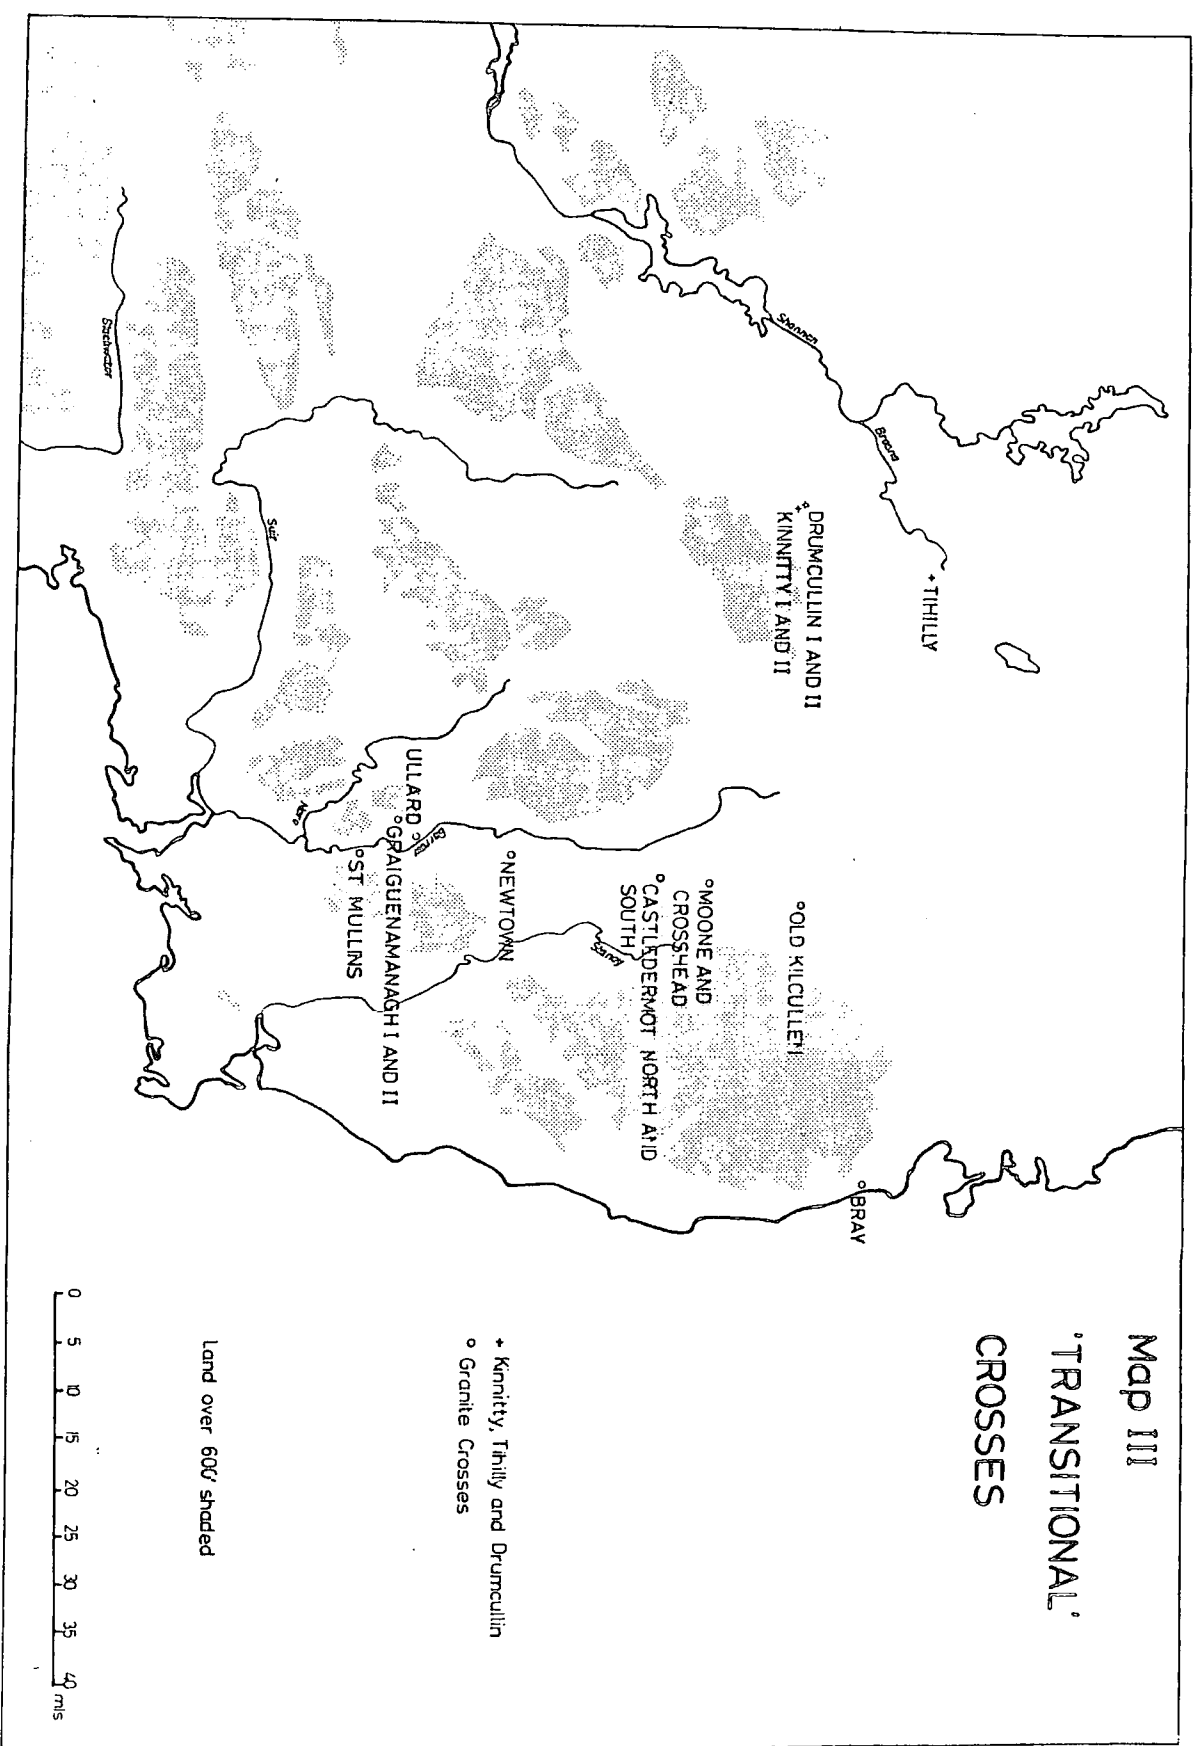 Map III
'TRANSITIONAL'
CROSSES
+ Kinnitty, Tihilly and Drumcullin
o Granite Crosses
Land over 600' shaded
0 5 10 15 20 25 30 35 40 mls
TIHILLY
DRUMCULLIN I AND II
KINNITTY I AND II
BRAY
OLD KILCULLEN
MOONE AND
CROSSHEAD
CASTLEDERMOT NORTH AND
SOUTH
NEWTOWN
ULLARD
GRAIGUENAMANAGH I AND II
ST MULLINS
Shannon
Brosna
Suir
Nore
Barrow
Slaney
Blackwater